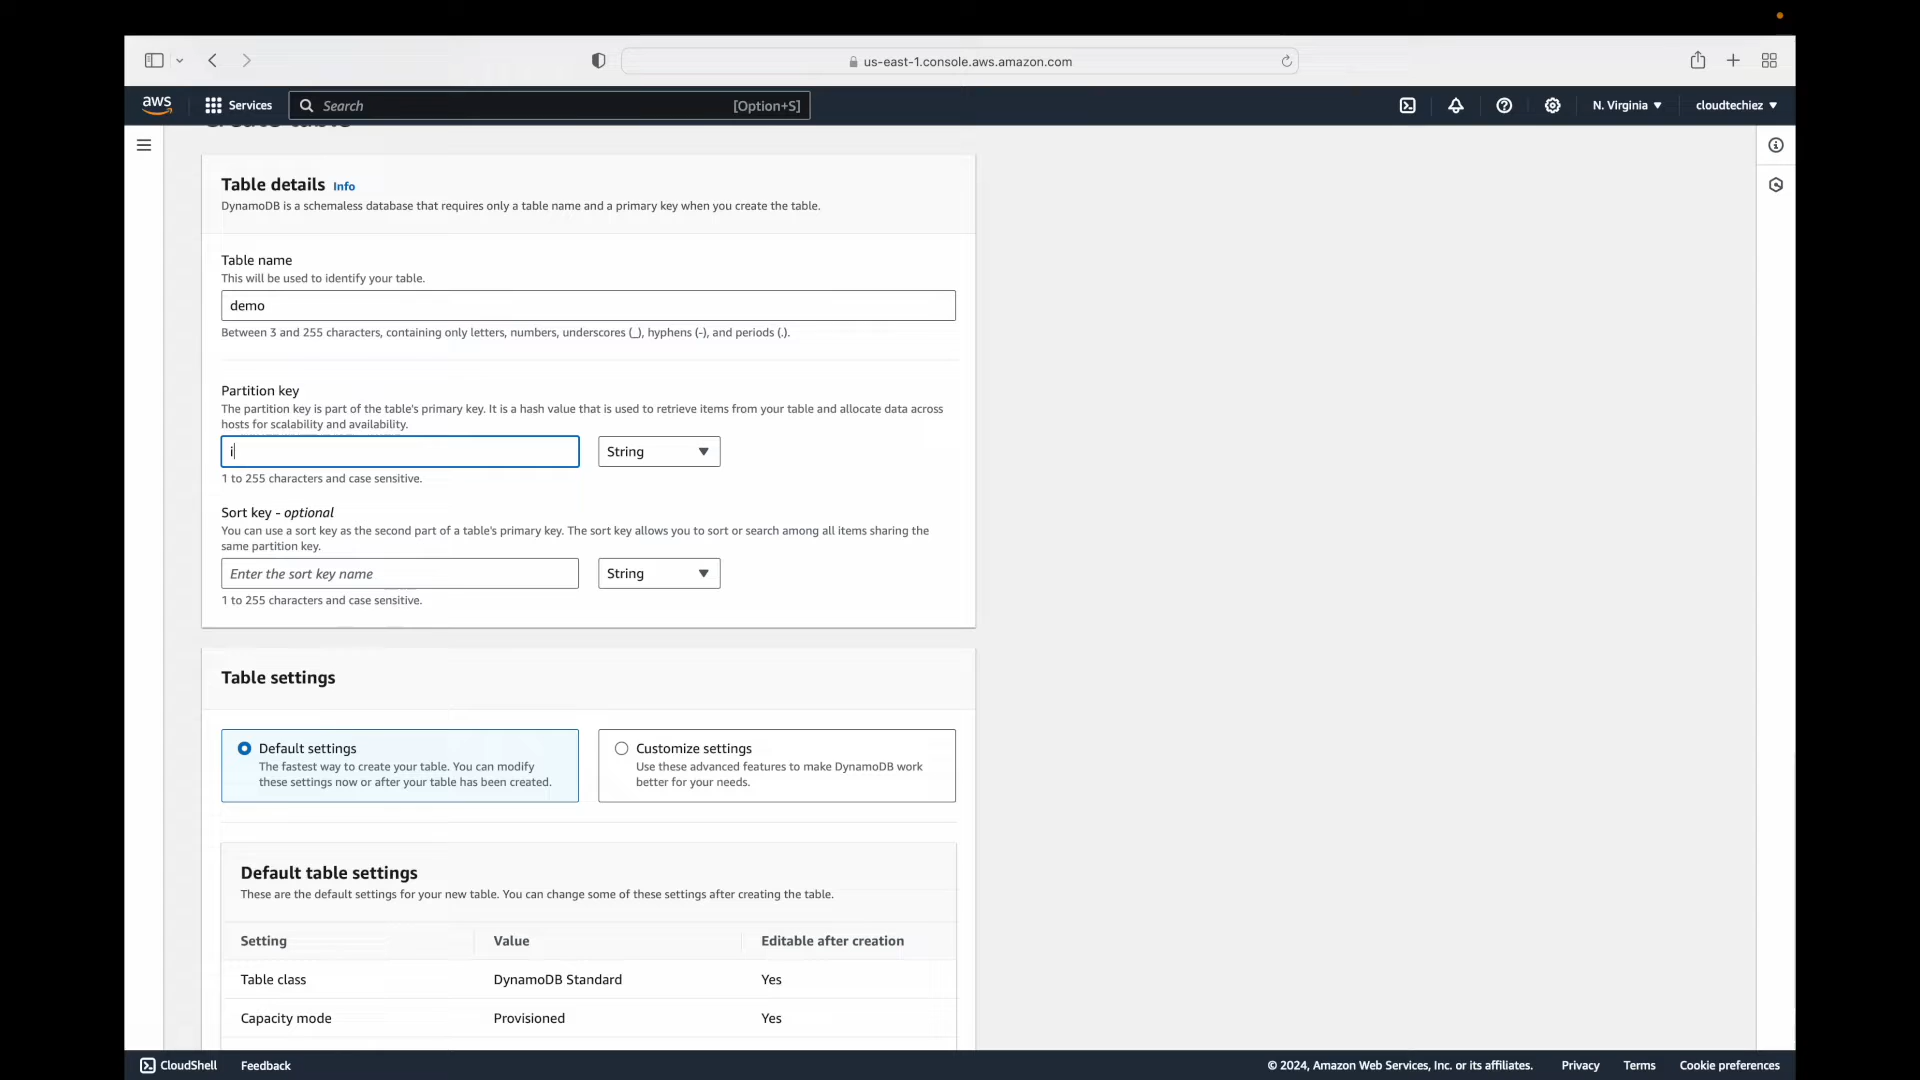 us-east-1.console.aws.amazon.com
aws
Services
Search
[Option+S]
N. Virginia
cloudtechiez
Create table
Table details Info
DynamoDB is a schemaless database that requires only a table name and a primary key when you create the table.
Table name
This will be used to identify your table.
demo
Between 3 and 255 characters, containing only letters, numbers, underscores (_), hyphens (-), and periods (.).
Partition key
The partition key is part of the table's primary key. It is a hash value that is used to retrieve items from your table and allocate data across
hosts for scalability and availability.
i
String
1 to 255 characters and case sensitive.
Sort key - optional
You can use a sort key as the second part of a table's primary key. The sort key allows you to sort or search among all items sharing the
same partition key.
Enter the sort key name
String
1 to 255 characters and case sensitive.
Table settings
Default settings
The fastest way to create your table. You can modify
these settings now or after your table has been created.
Customize settings
Use these advanced features to make DynamoDB work
better for your needs.
Default table settings
These are the default settings for your new table. You can change some of these settings after creating the table.
Setting Value Editable after creation
Table class DynamoDB Standard Yes
Capacity mode Provisioned Yes
CloudShell
Feedback
© 2024, Amazon Web Services, Inc. or its affiliates.
Privacy
Terms
Cookie preferences